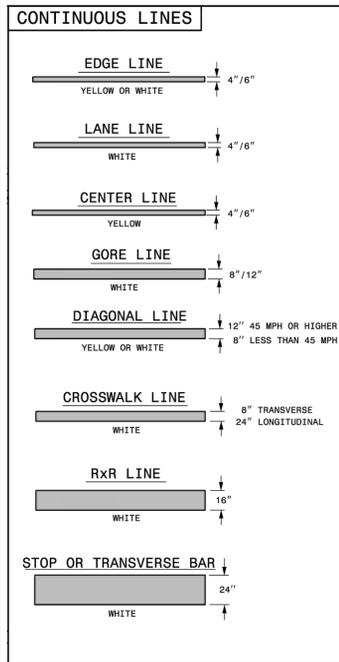 CONTINUOUS LINES
EDGE LINE
4"/6"
YELLOW OR WHITE
LANE LINE
4"/6"
WHITE
CENTER LINE
4"/6"
YELLOW
GORE LINE
8"/12"
WHITE
DIAGONAL LINE
12" 45 MPH OR HIGHER
8" LESS THAN 45 MPH
YELLOW OR WHITE
CROSSWALK LINE
8" TRANSVERSE
24" LONGITUDINAL
WHITE
RxR LINE
16"
WHITE
STOP OR TRANSVERSE BAR
24"
WHITE